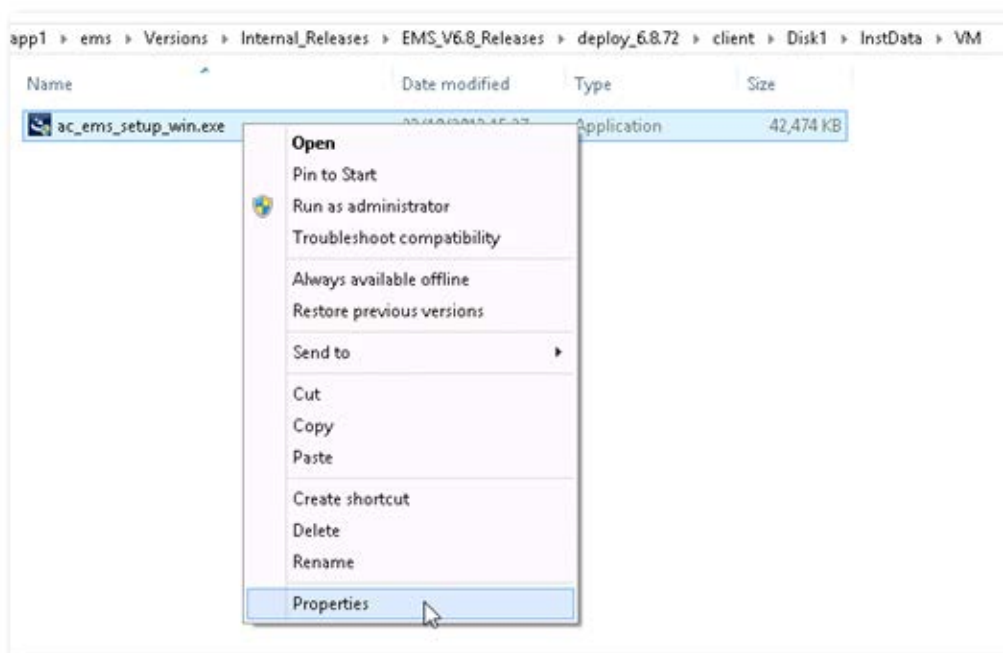 app1 ▸ ems ▸ Versions ▸ Internal_Releases ▸ EMS_V6.8_Releases ▸ deploy_6.8.72 ▸ client ▸ Disk1 ▸ InstData ▸ VM
Name Date modified Type Size
ac_ems_setup_win.exe Application 42,474 KB
Open
Pin to Start
Run as administrator
Troubleshoot compatibility
Always available offline
Restore previous versions
Send to
Cut
Copy
Paste
Create shortcut
Delete
Rename
Properties